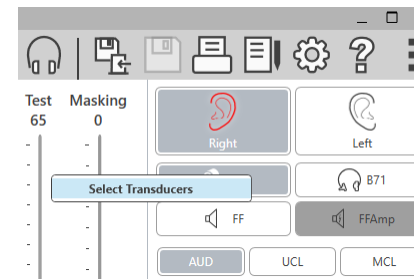 Test Masking
65 0
Right Left
Select Transducers
B71
FF FFAmp
AUD UCL MCL